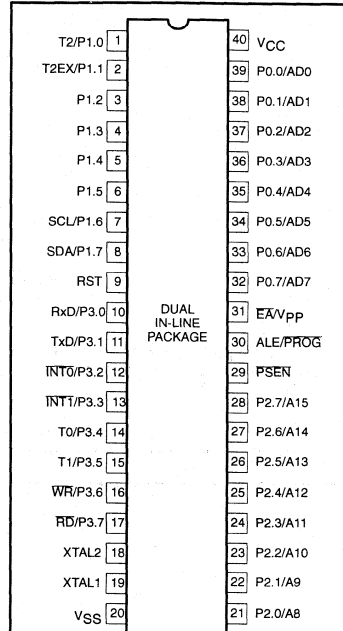 T2/P1.0 1 40 VCC
T2EX/P1.1 2 39 P0.0/AD0
P1.2 3 38 P0.1/AD1
P1.3 4 37 P0.2/AD2
P1.4 5 36 P0.3/AD3
P1.5 6 35 P0.4/AD4
SCL/P1.6 7 34 P0.5/AD5
SDA/P1.7 8 33 P0.6/AD6
RST 9 32 P0.7/AD7
RxD/P3.0 10 31 E̅A̅/VPP
TxD/P3.1 11 30 ALE/P̅R̅O̅G̅
I̅N̅T̅0̅/P3.2 12 29 P̅S̅E̅N̅
I̅N̅T̅1̅/P3.3 13 28 P2.7/A15
T0/P3.4 14 27 P2.6/A14
T1/P3.5 15 26 P2.5/A13
W̅R̅/P3.6 16 25 P2.4/A12
R̅D̅/P3.7 17 24 P2.3/A11
XTAL2 18 23 P2.2/A10
XTAL1 19 22 P2.1/A9
VSS 20 21 P2.0/A8
DUAL
IN-LINE
PACKAGE